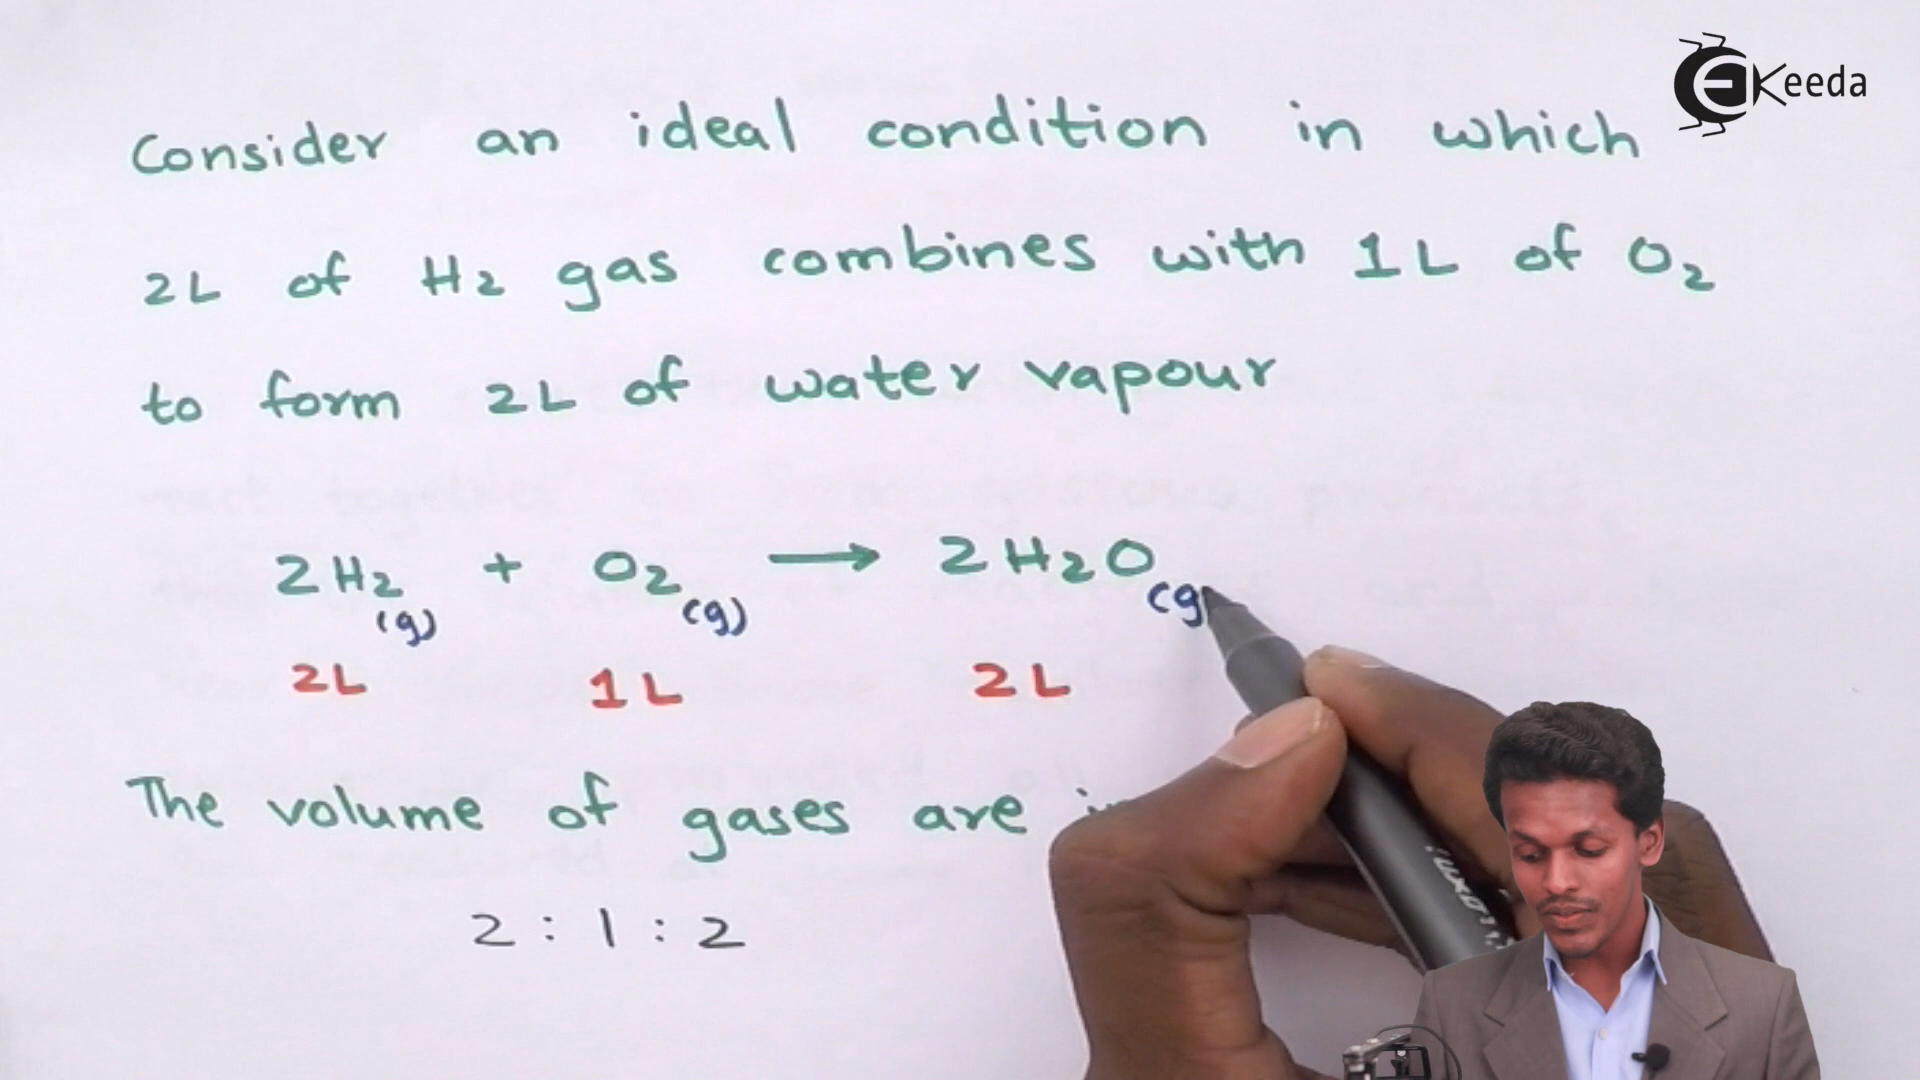 Keeda
Consider an ideal condition in which
2L of H2 gas combines with 1L of O2
to form 2L of water vapour
2H2(g) + O2(g) → 2H2O(g
2L 1L 2L
The volume of gases are
2 : 1 : 2